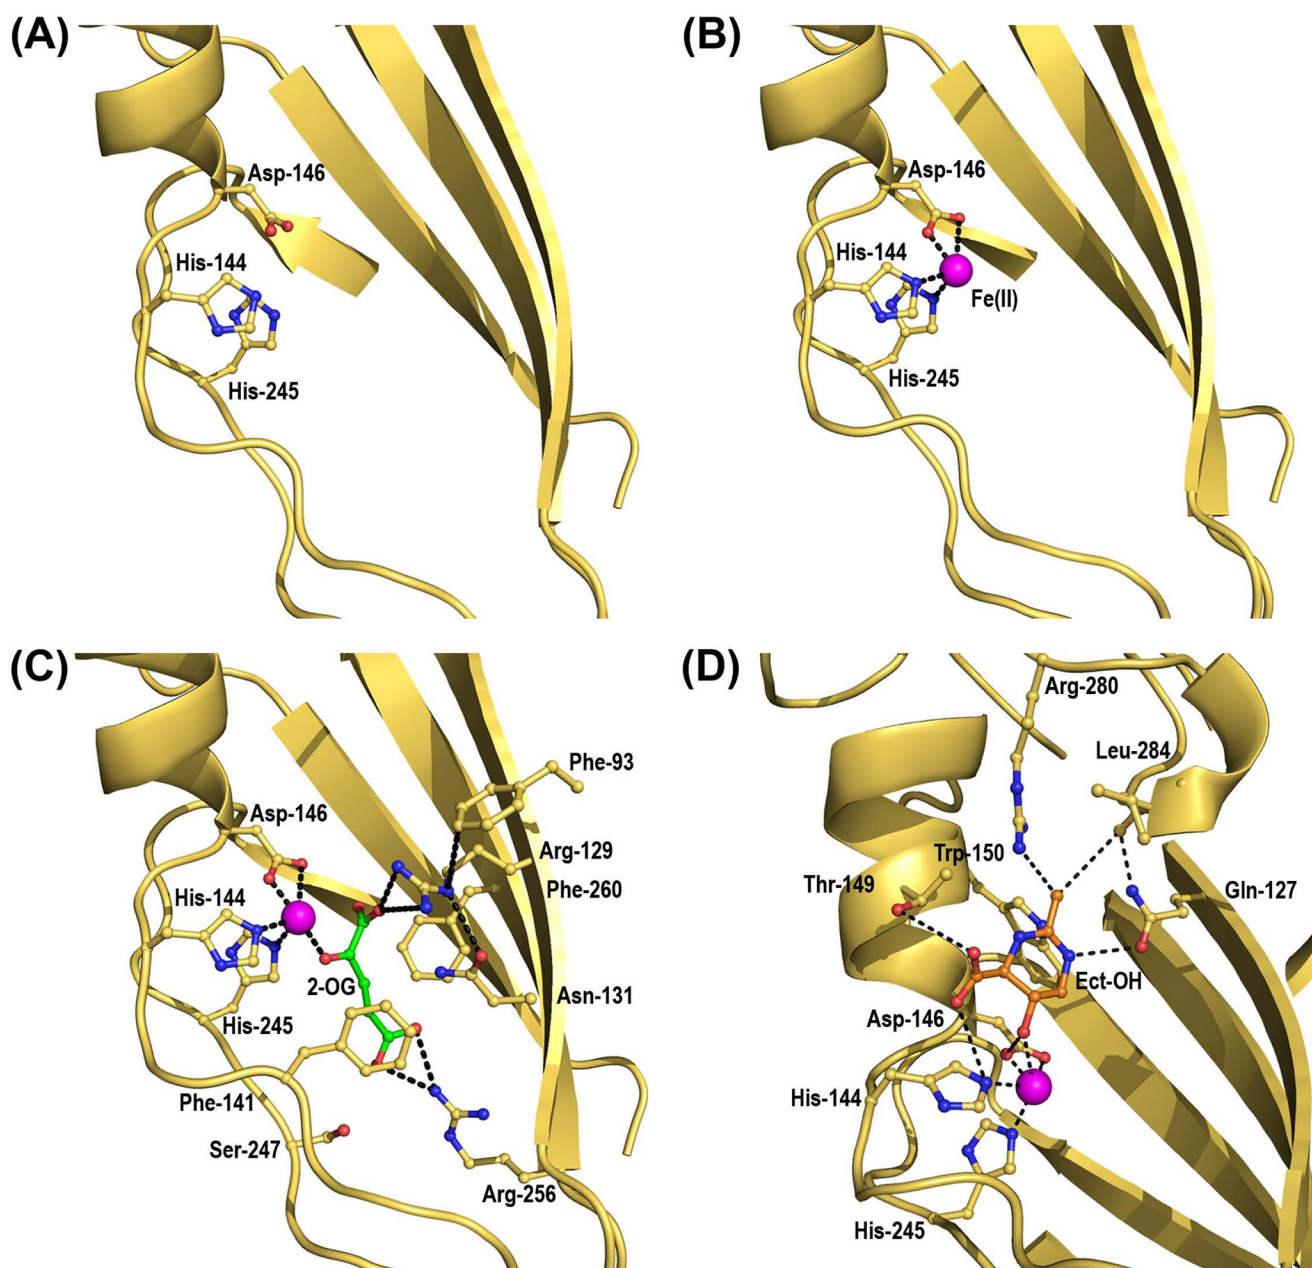 (A)
Asp-146
His-144
His-245
(B)
Asp-146
His-144
Fe(II)
His-245
(C)
Phe-93
Asp-146
Arg-129
Phe-260
His-144
2-OG
Asn-131
His-245
Phe-141
Ser-247
Arg-256
(D)
Arg-280
Leu-284
Trp-150
Thr-149
Gln-127
Ect-OH
Asp-146
His-144
His-245